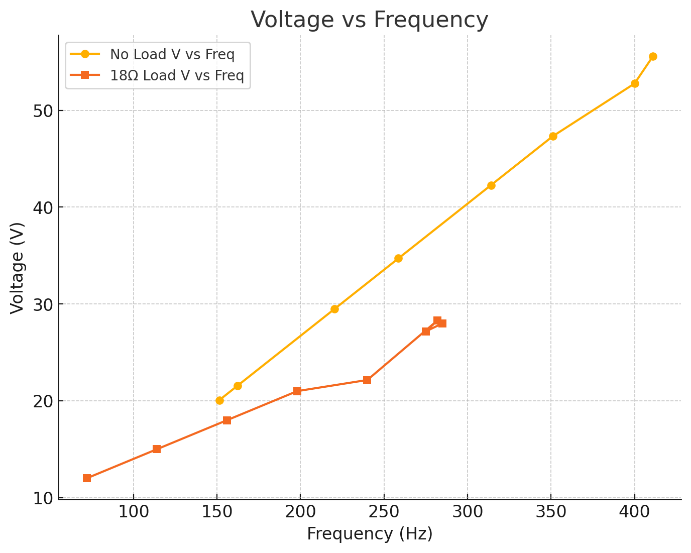 Voltage vs Frequency
No Load V vs Freq
18Ω Load V vs Freq
Voltage (V)
50
40
30
20
10
100 150 200 250 300 350 400
Frequency (Hz)